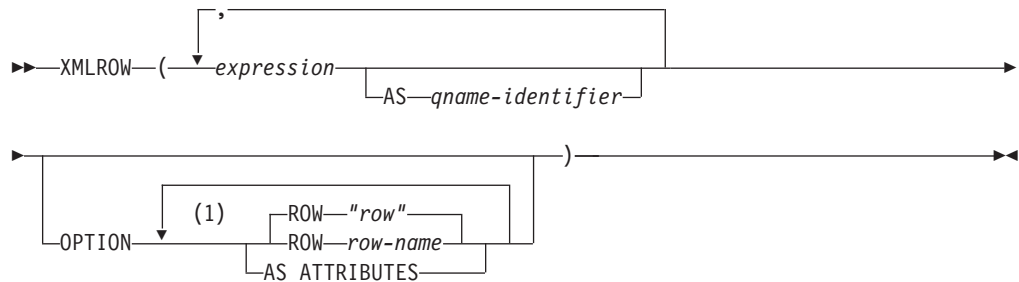 ,
XMLROW ( expression
AS qname-identifier
)
(1) ROW "row"
OPTION ROW row-name
AS ATTRIBUTES